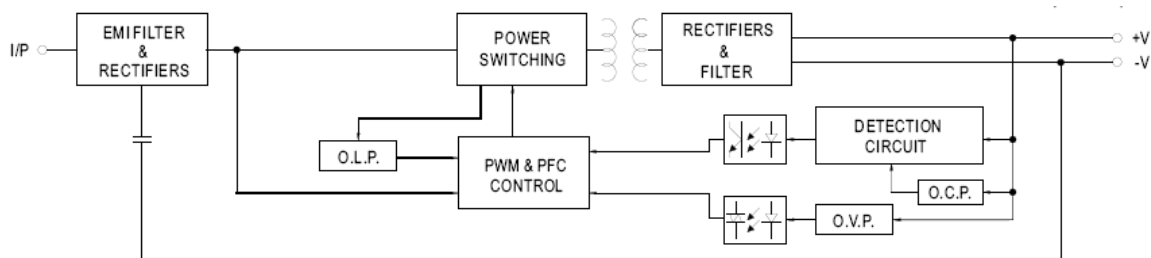 I/P
EMI FILTER
&
RECTIFIERS
POWER
SWITCHING
RECTIFIERS
&
FILTER
+V
-V
O.L.P.
PWM & PFC
CONTROL
DETECTION
CIRCUIT
O.C.P.
O.V.P.